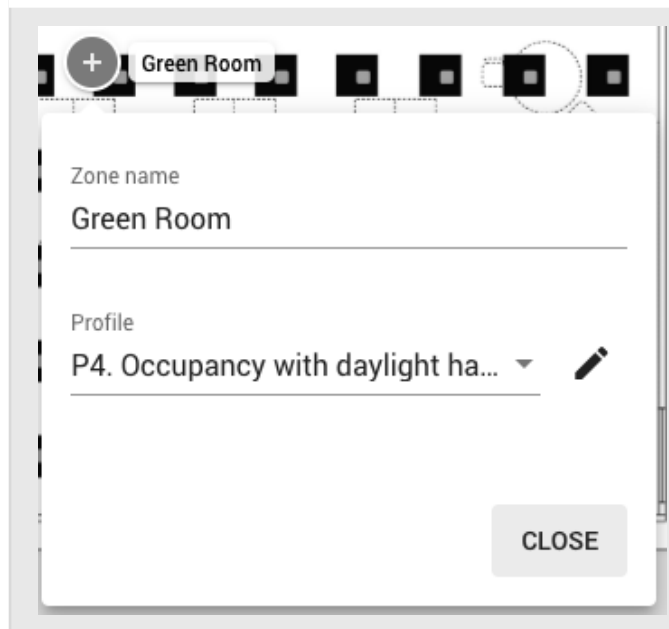 Green Room
Zone name
Green Room
Profile
P4. Occupancy with daylight ha...
CLOSE